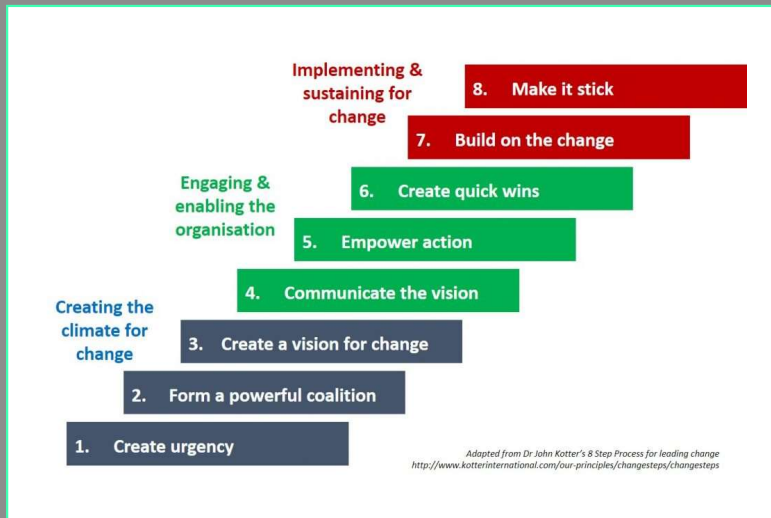 Implementing &
sustaining for
change
8. Make it stick
7. Build on the change
Engaging &
enabling the
organisation
6. Create quick wins
5. Empower action
4. Communicate the vision
Creating the
climate for
change
3. Create a vision for change
2. Form a powerful coalition
1. Create urgency
Adapted from Dr John Kotter's 8 Step Process for leading change
http://www.kotterinternational.com/our-principles/changesteps/changesteps